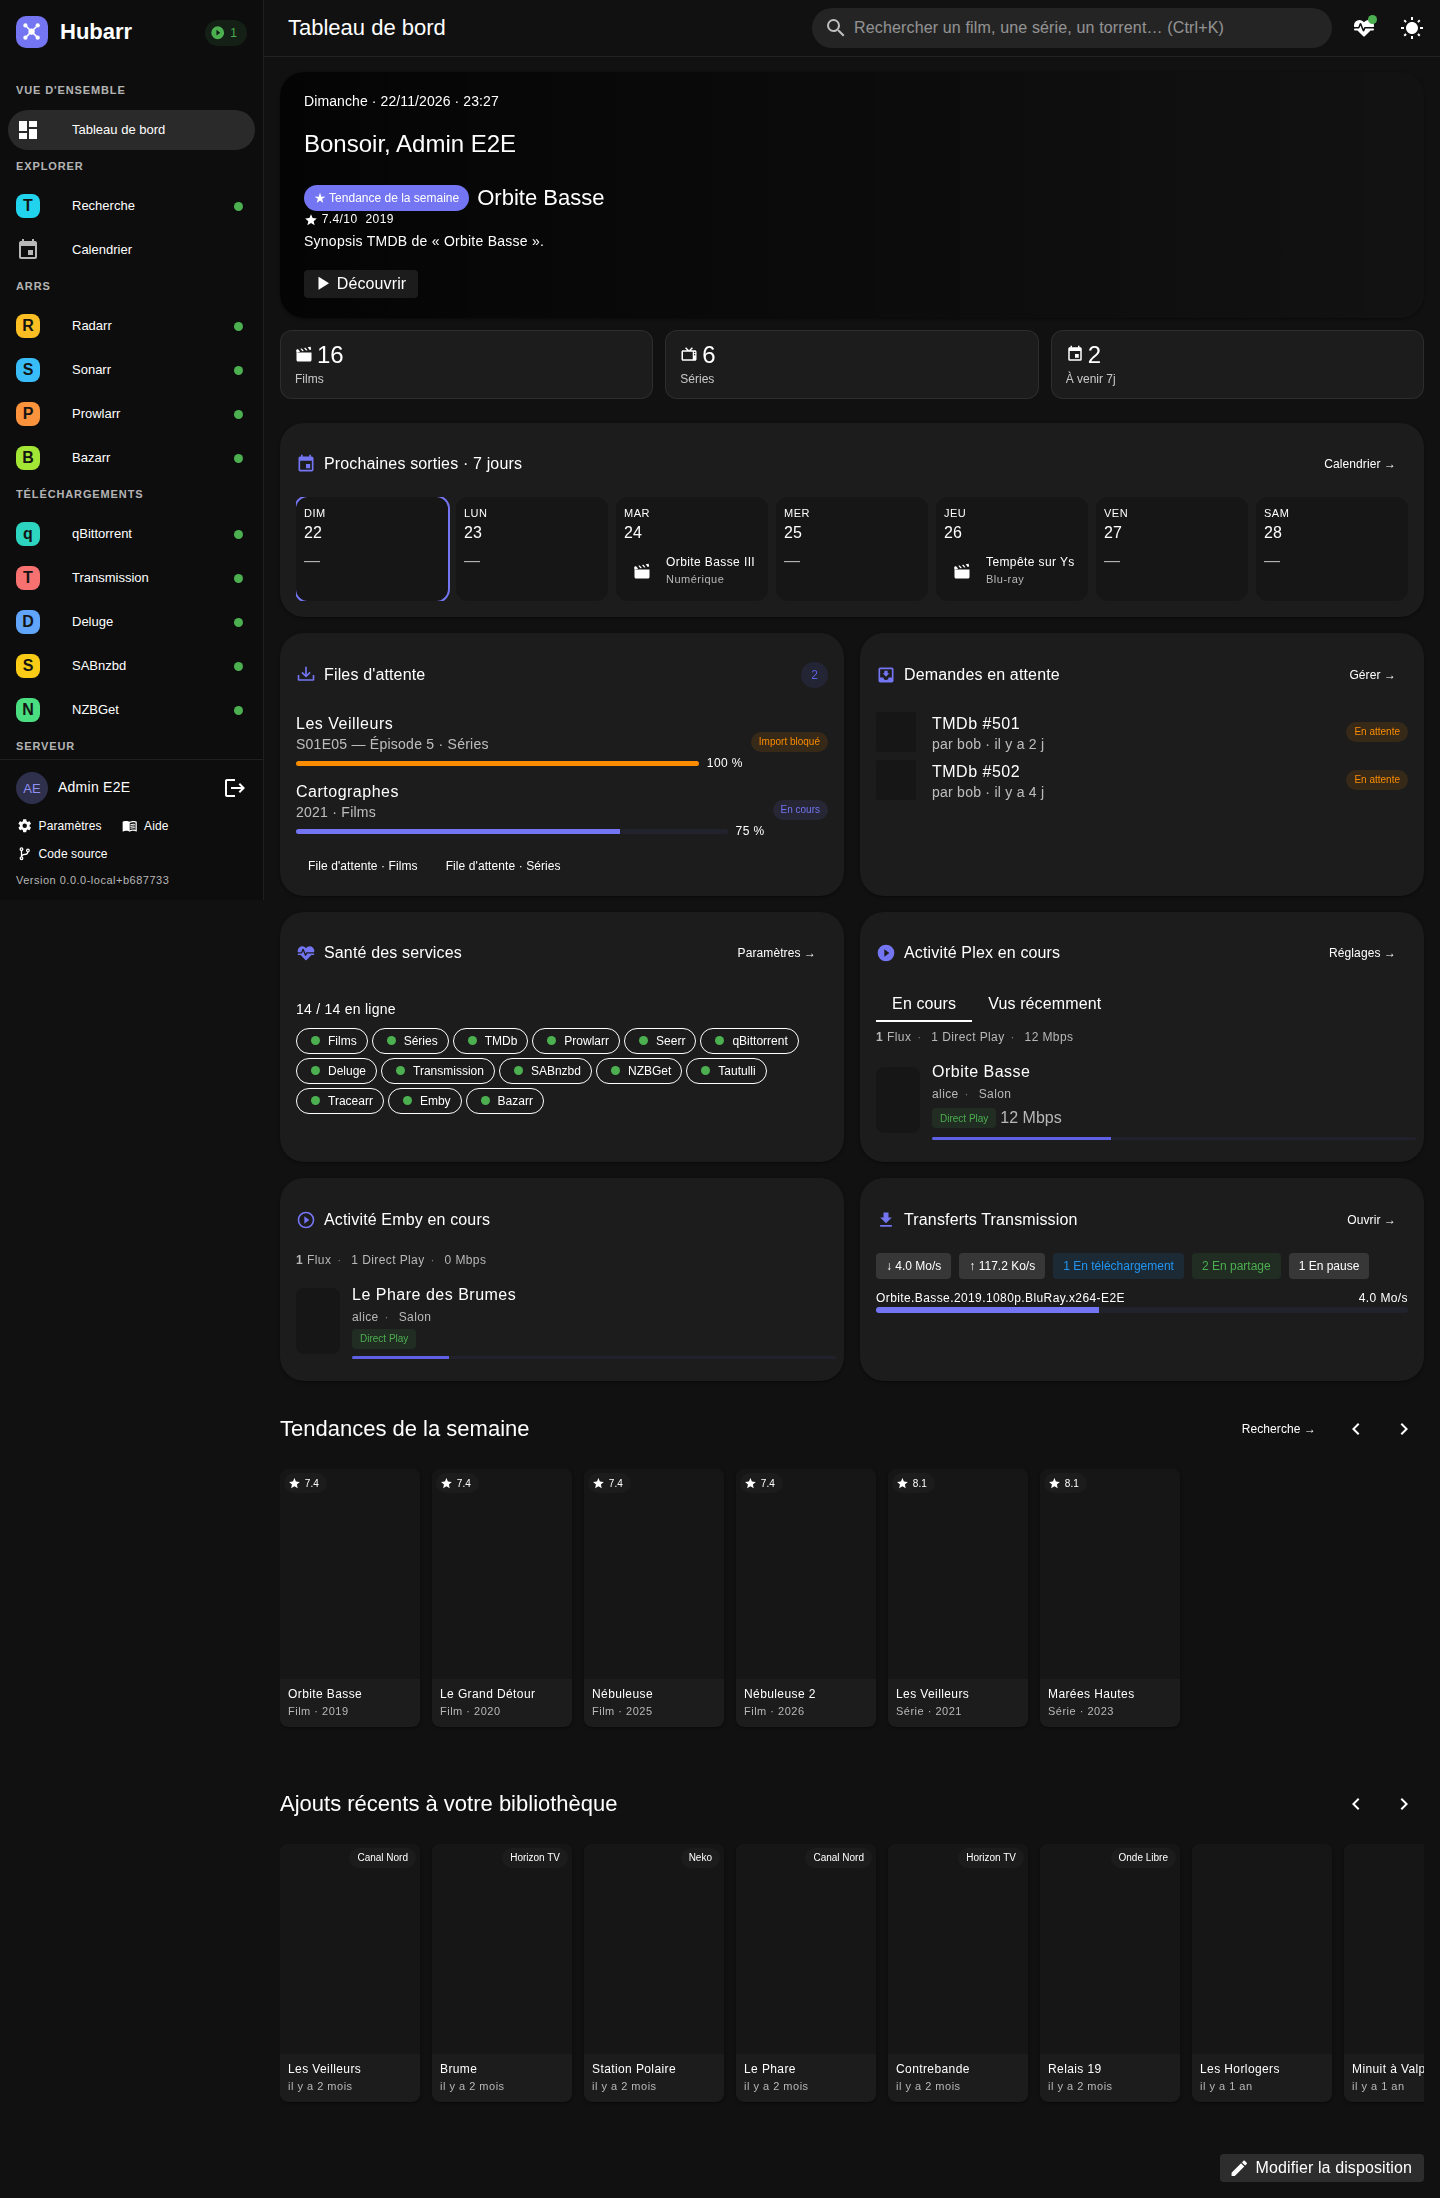 Hubarr
1
VUE D'ENSEMBLE
Tableau de bord
EXPLORER
T Recherche
Calendrier
ARRS
R Radarr
S Sonarr
P Prowlarr
B Bazarr
TÉLÉCHARGEMENTS
q qBittorrent
T Transmission
D Deluge
S SABnzbd
N NZBGet
SERVEUR
AE Admin E2E
Paramètres Aide
Code source
Version 0.0.0-local+b687733
Tableau de bord
Rechercher un film, une série, un torrent… (Ctrl+K)
Dimanche · 22/11/2026 · 23:27
Bonsoir, Admin E2E
★ Tendance de la semaine Orbite Basse
★ 7.4/10 2019
Synopsis TMDB de « Orbite Basse ».
Découvrir
16
Films
6
Séries
2
À venir 7j
Prochaines sorties · 7 jours
Calendrier →
DIM
22
—
LUN
23
—
MAR
24
Orbite Basse III
Numérique
MER
25
—
JEU
26
Tempête sur Ys
Blu-ray
VEN
27
—
SAM
28
—
Files d'attente
2
Les Veilleurs
S01E05 — Épisode 5 · Séries
Import bloqué
100 %
Cartographes
2021 · Films
En cours
75 %
File d'attente · Films File d'attente · Séries
Demandes en attente
Gérer →
TMDb #501
par bob · il y a 2 j
En attente
TMDb #502
par bob · il y a 4 j
En attente
Santé des services
Paramètres →
14 / 14 en ligne
Films Séries TMDb Prowlarr Seerr qBittorrent
Deluge Transmission SABnzbd NZBGet Tautulli
Tracearr Emby Bazarr
Activité Plex en cours
Réglages →
En cours Vus récemment
1 Flux · 1 Direct Play · 12 Mbps
Orbite Basse
alice · Salon
Direct Play 12 Mbps
Activité Emby en cours
1 Flux · 1 Direct Play · 0 Mbps
Le Phare des Brumes
alice · Salon
Direct Play
Transferts Transmission
Ouvrir →
↓ 4.0 Mo/s ↑ 117.2 Ko/s 1 En téléchargement 2 En partage 1 En pause
Orbite.Basse.2019.1080p.BluRay.x264-E2E 4.0 Mo/s
Tendances de la semaine
Recherche →
★ 7.4
Orbite Basse
Film · 2019
★ 7.4
Le Grand Détour
Film · 2020
★ 7.4
Nébuleuse
Film · 2025
★ 7.4
Nébuleuse 2
Film · 2026
★ 8.1
Les Veilleurs
Série · 2021
★ 8.1
Marées Hautes
Série · 2023
Ajouts récents à votre bibliothèque
Canal Nord
Les Veilleurs
il y a 2 mois
Horizon TV
Brume
il y a 2 mois
Neko
Station Polaire
il y a 2 mois
Canal Nord
Le Phare
il y a 2 mois
Horizon TV
Contrebande
il y a 2 mois
Onde Libre
Relais 19
il y a 2 mois
Les Horlogers
il y a 1 an
Minuit à Valp
il y a 1 an
Modifier la disposition